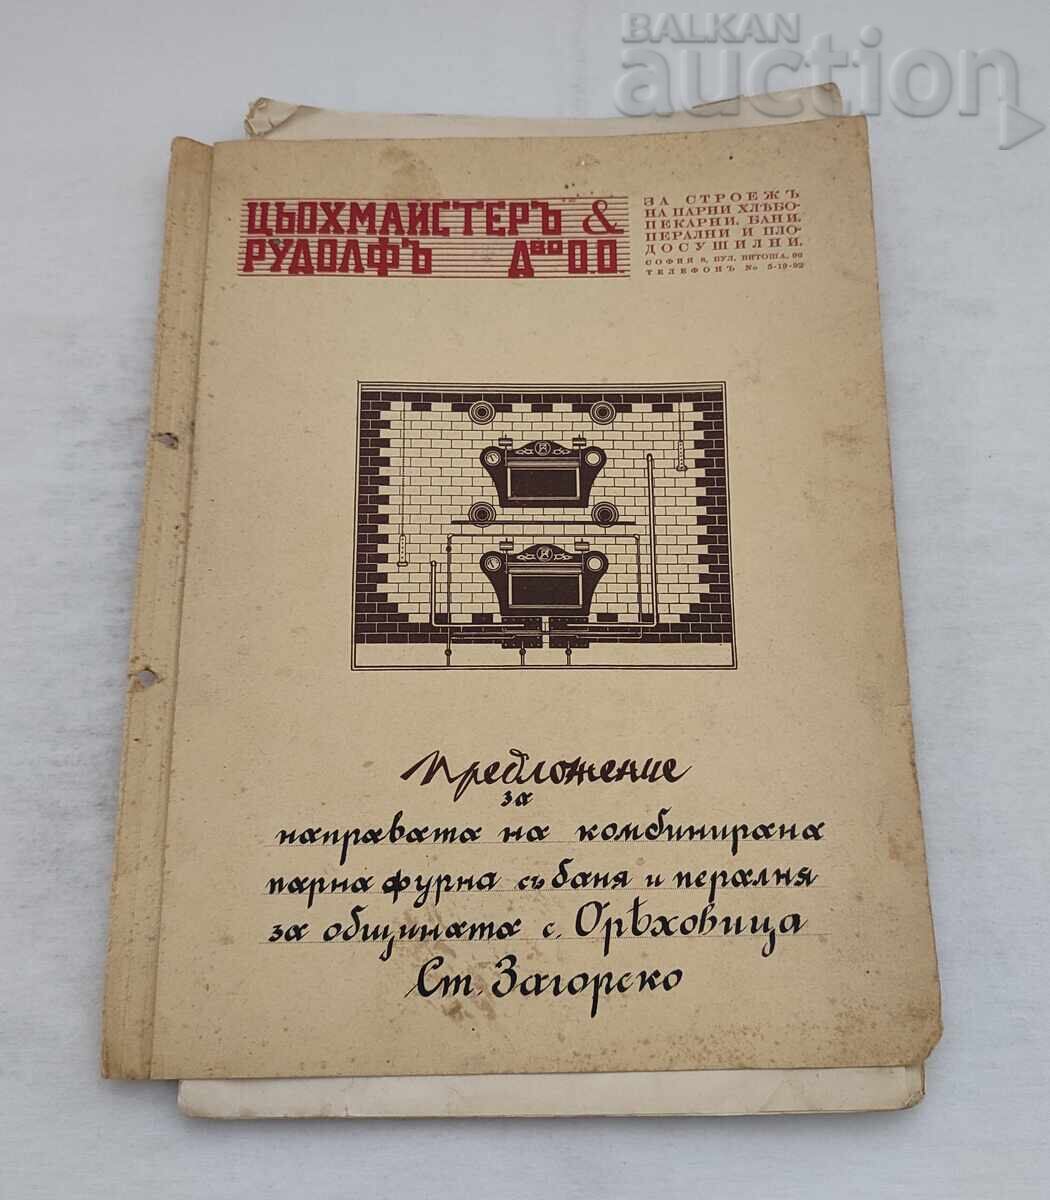 BALKAN
auction
ЦЬОХМАЙСТЕРЪ &
РУДОЛФЪ Д-ВО О.О.
ЗА СТРОЕЖЪ
НА ПАРНИ ХЛѢБО-
ПЕКАРНИ, БАНИ,
ПЕРАЛНИ И ПЛО-
ДОСУШИЛНИ.
СОФИЯ 8, БУЛ. ВИТОША, 90
ТЕЛЕФОНЪ No 5-19-92
Предложение
за
направата на комбинирана
парна фурна съ баня и пералня
за общината с. Орѣховица
Ст. Загорско